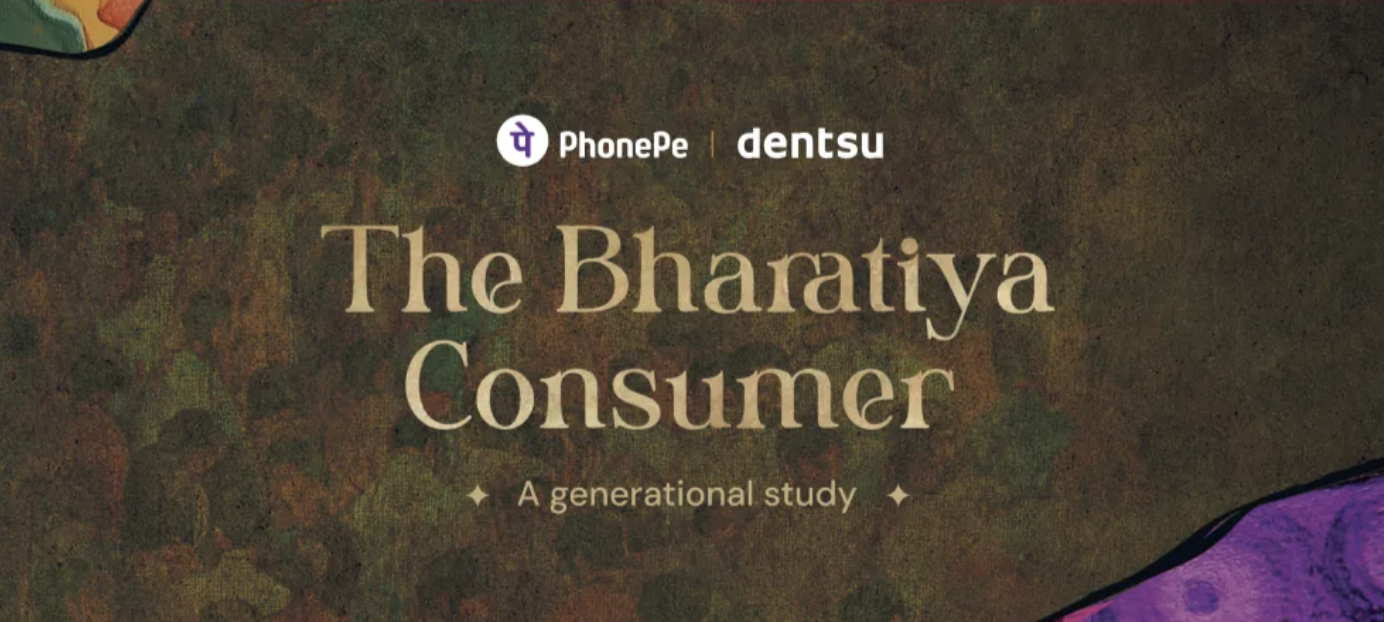 पे PhonePe | dentsu
The Bharatiya
Consumer
A generational study